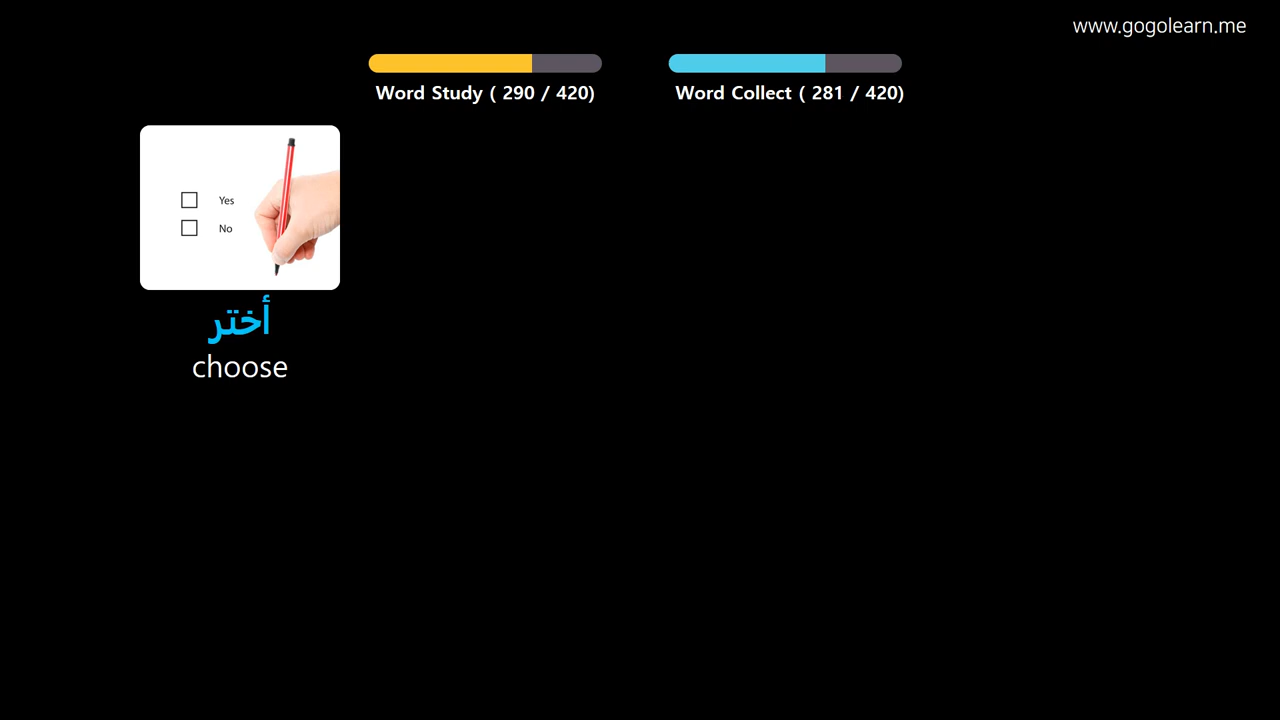 www.gogolearn.me
Word Study ( 290 / 420)
Word Collect ( 281 / 420)
Yes
No
أختر
choose